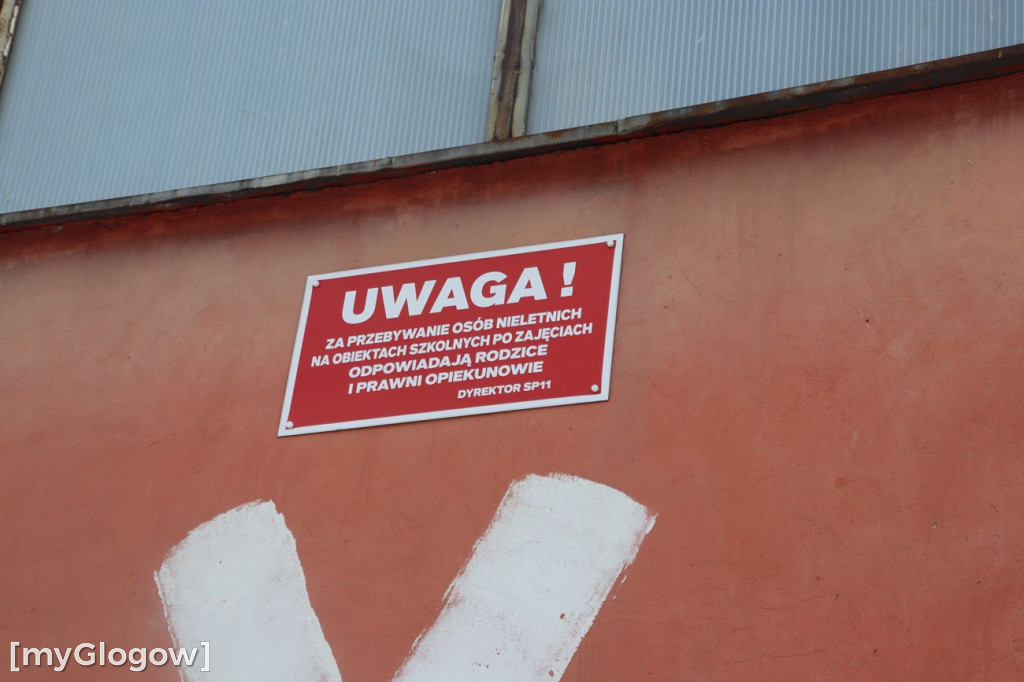 UWAGA !
ZA PRZEBYWANIE OSÓB NIELETNICH
NA OBIEKTACH SZKOLNYCH PO ZAJĘCIACH
ODPOWIADAJĄ RODZICE
I PRAWNI OPIEKUNOWIE
DYREKTOR SP11
[myGlogow]